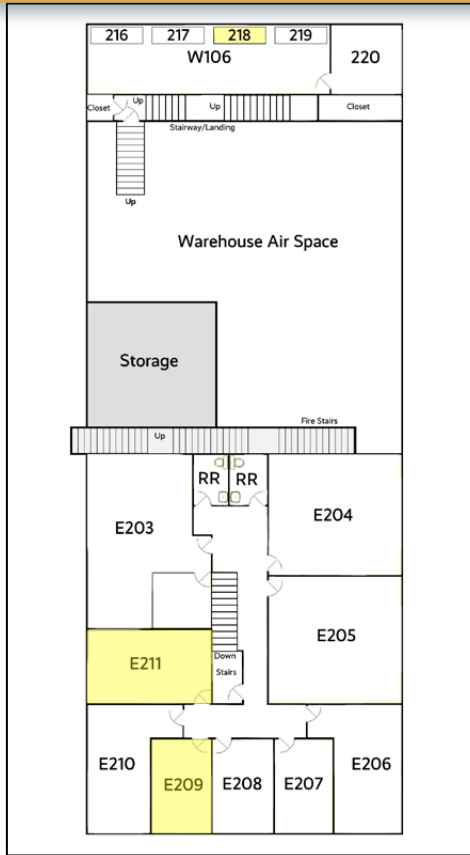 216 217 218 219
W106 220
Closet Up Up Closet
Stairway/Landing
Up
Warehouse Air Space
Storage
Fire Stairs
Up
RR RR
E203 E204
E205
E211
Down
Stairs
E210 E209 E208 E207 E206